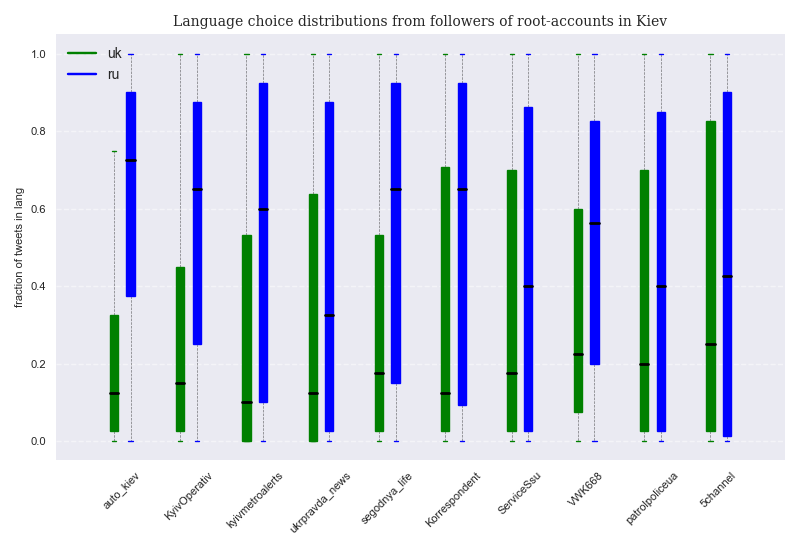 Language choice distributions from followers of root-accounts in Kiev
uk
ru
fraction of tweets in lang
1.0
0.8
0.6
0.4
0.2
0.0
auto_kiev
KyivOperativ
kyivmetroalerts
ukrpravda_news
segodnya_life
Korrespondent
ServiceSsu
VWK668
patrolpoliceua
5channel